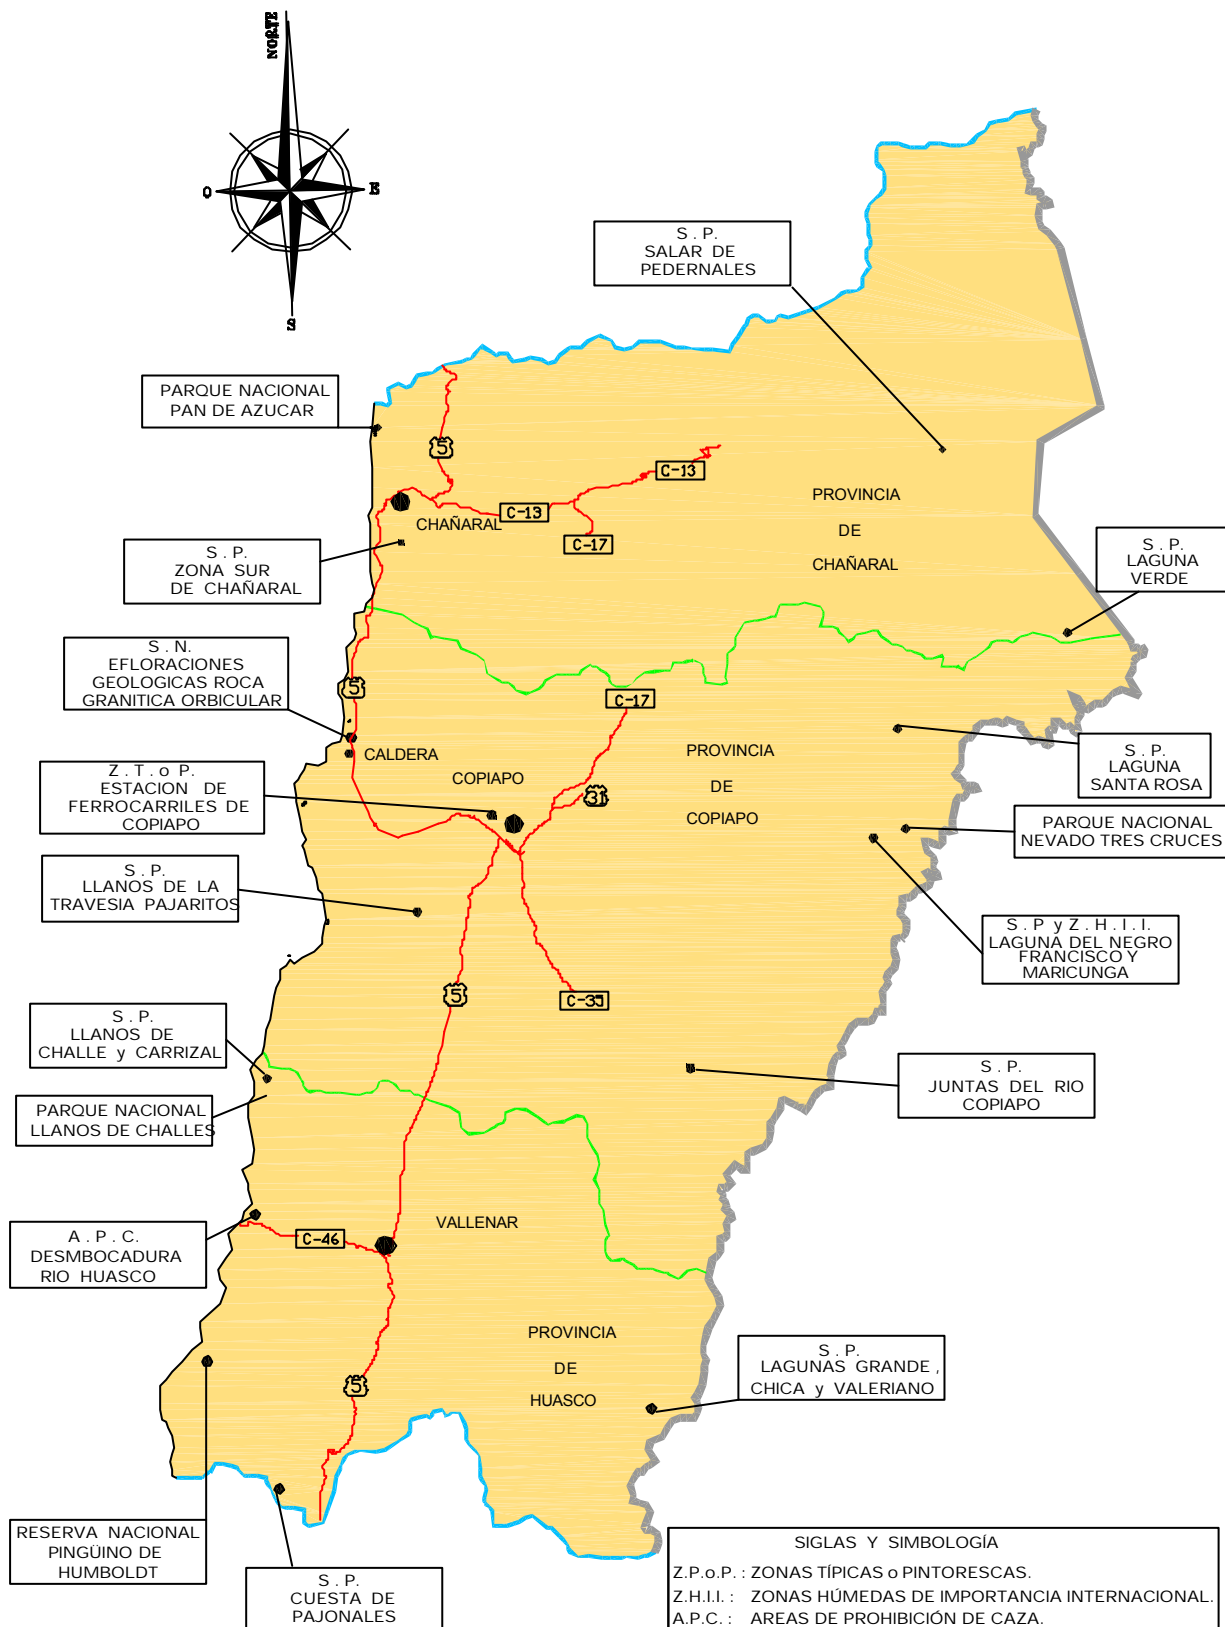 NORTE
O
E
S
S . P.
SALAR DE
PEDERNALES
PARQUE NACIONAL
PAN DE AZUCAR
5
C-13
C-13
C-17
CHAÑARAL
PROVINCIA
DE
CHAÑARAL
S . P.
ZONA SUR
DE CHAÑARAL
S . P.
LAGUNA
VERDE
S . N.
EFLORACIONES
GEOLOGICAS ROCA
GRANITICA ORBICULAR
5
C-17
CALDERA
COPIAPO
PROVINCIA
DE
COPIAPO
S . P.
LAGUNA
SANTA ROSA
Z . T. o P.
ESTACION DE
FERROCARRILES DE
COPIAPO
31
PARQUE NACIONAL
NEVADO TRES CRUCES
S . P.
LLANOS DE LA
TRAVESIA PAJARITOS
S . P y Z . H . I . I.
LAGUNA DEL NEGRO
FRANCISCO Y
MARICUNGA
5
S . P.
LLANOS DE
CHALLE y CARRIZAL
S . P.
JUNTAS DEL RIO
COPIAPO
PARQUE NACIONAL
LLANOS DE CHALLES
A . P . C.
DESMBOCADURA
RIO HUASCO
C-46
VALLENAR
PROVINCIA
DE
HUASCO
S . P.
LAGUNAS GRANDE ,
CHICA y VALERIANO
5
RESERVA NACIONAL
PINGÜINO DE
HUMBOLDT
S . P.
CUESTA DE
PAJONALES
SIGLAS Y SIMBOLOGÍA
Z.P.o.P. : ZONAS TÍPICAS o PINTORESCAS.
Z.H.I.I. : ZONAS HÚMEDAS DE IMPORTANCIA INTERNACIONAL.
A.P.C. : AREAS DE PROHIBICIÓN DE CAZA.